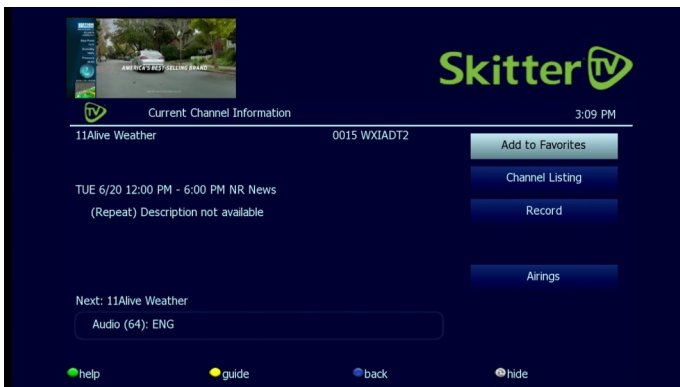 AMERICA'S BEST-SELLING BRAND
Skitter TV
TV
Current Channel Information
3:09 PM
11Alive Weather
0015 WXIADT2
Add to Favorites
Channel Listing
TUE 6/20 12:00 PM - 6:00 PM NR News
(Repeat) Description not available
Record
Airings
Next: 11Alive Weather
Audio (64): ENG
help
guide
back
hide